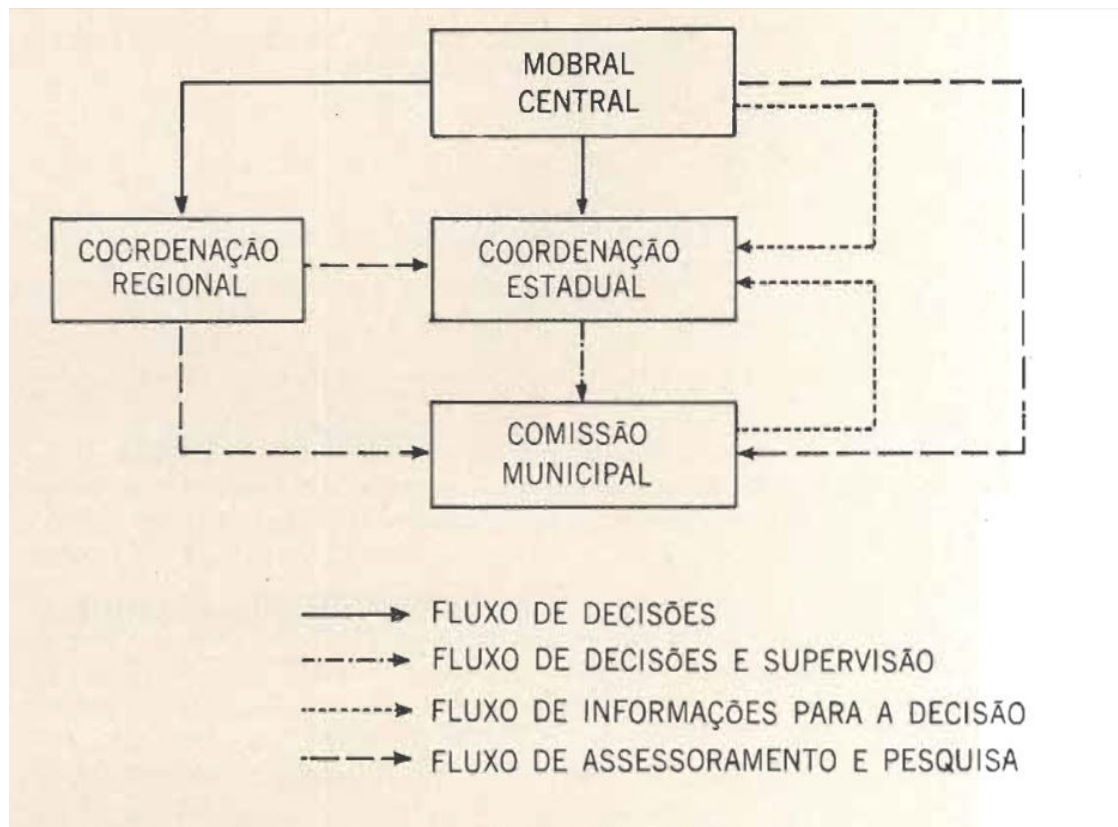 MOBRAL
CENTRAL
COORDENAÇÃO
REGIONAL
COORDENAÇÃO
ESTADUAL
COMISSÃO
MUNICIPAL
FLUXO DE DECISÕES
FLUXO DE DECISÕES E SUPERVISÃO
FLUXO DE INFORMAÇÕES PARA A DECISÃO
FLUXO DE ASSESSORAMENTO E PESQUISA